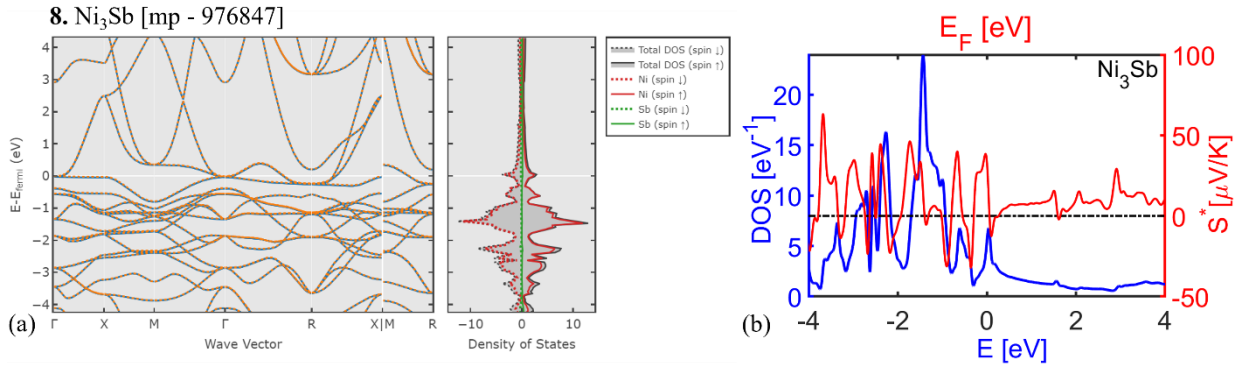 8. Ni₃Sb [mp - 976847]
E-E_fermi (eV)
4
3
2
1
0
−1
−2
−3
−4
Γ X M Γ R X|M R
Wave Vector
(a)
−10 0 10
Density of States
Total DOS (spin ↓)
Total DOS (spin ↑)
Ni (spin ↓)
Ni (spin ↑)
Sb (spin ↓)
Sb (spin ↑)
E_F [eV]
Ni₃Sb
DOS [eV⁻¹]
20
15
10
5
0
100
50
0
-50
S* [μV/K]
-4 -2 0 2 4
E [eV]
(b)